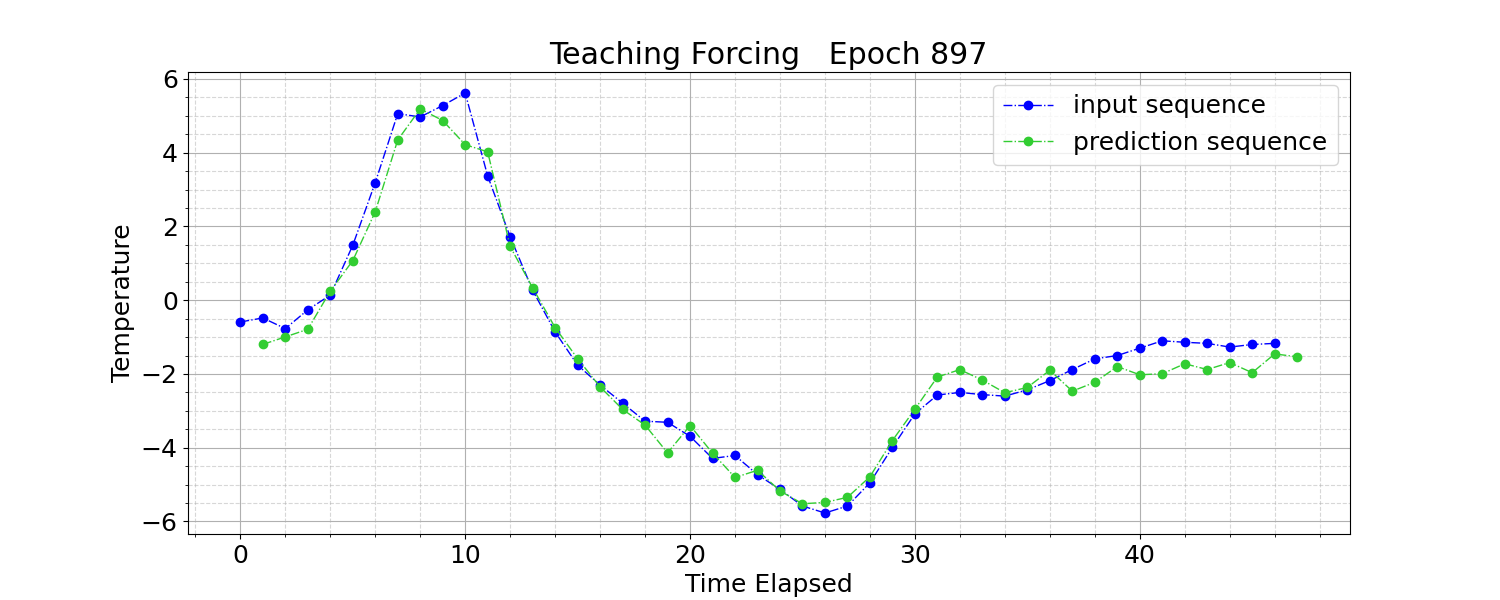 Teaching Forcing   Epoch 897
6
4
2
0
−2
−4
−6
Temperature
input sequence
prediction sequence
0 10 20 30 40
Time Elapsed